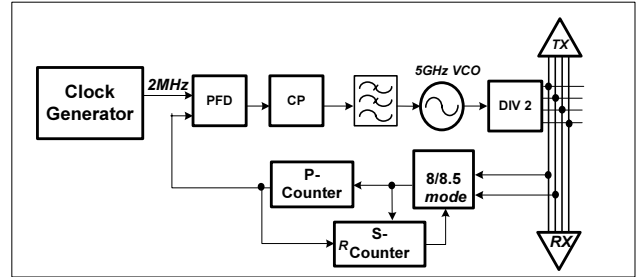 TX
5GHz VCO
Clock
Generator
2MHz
PFD
CP
DIV 2
P-
Counter
8/8.5
mode
R
S-
Counter
RX